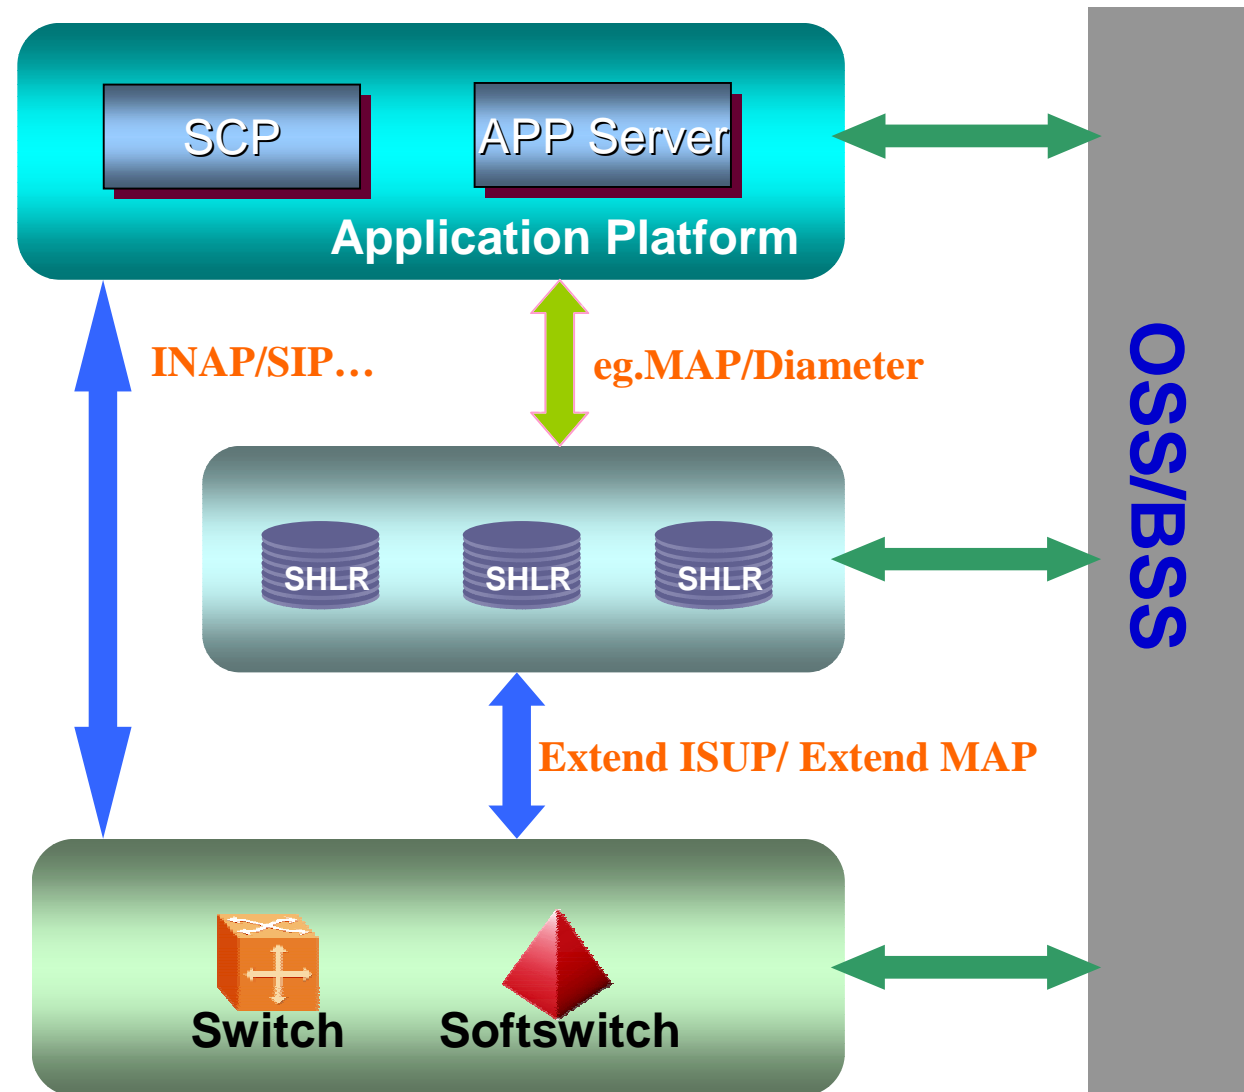 SCP
APP Server
Application Platform
INAP/SIP…
eg.MAP/Diameter
OSS/BSS
SHLR
SHLR
SHLR
Extend ISUP/ Extend MAP
Switch
Softswitch